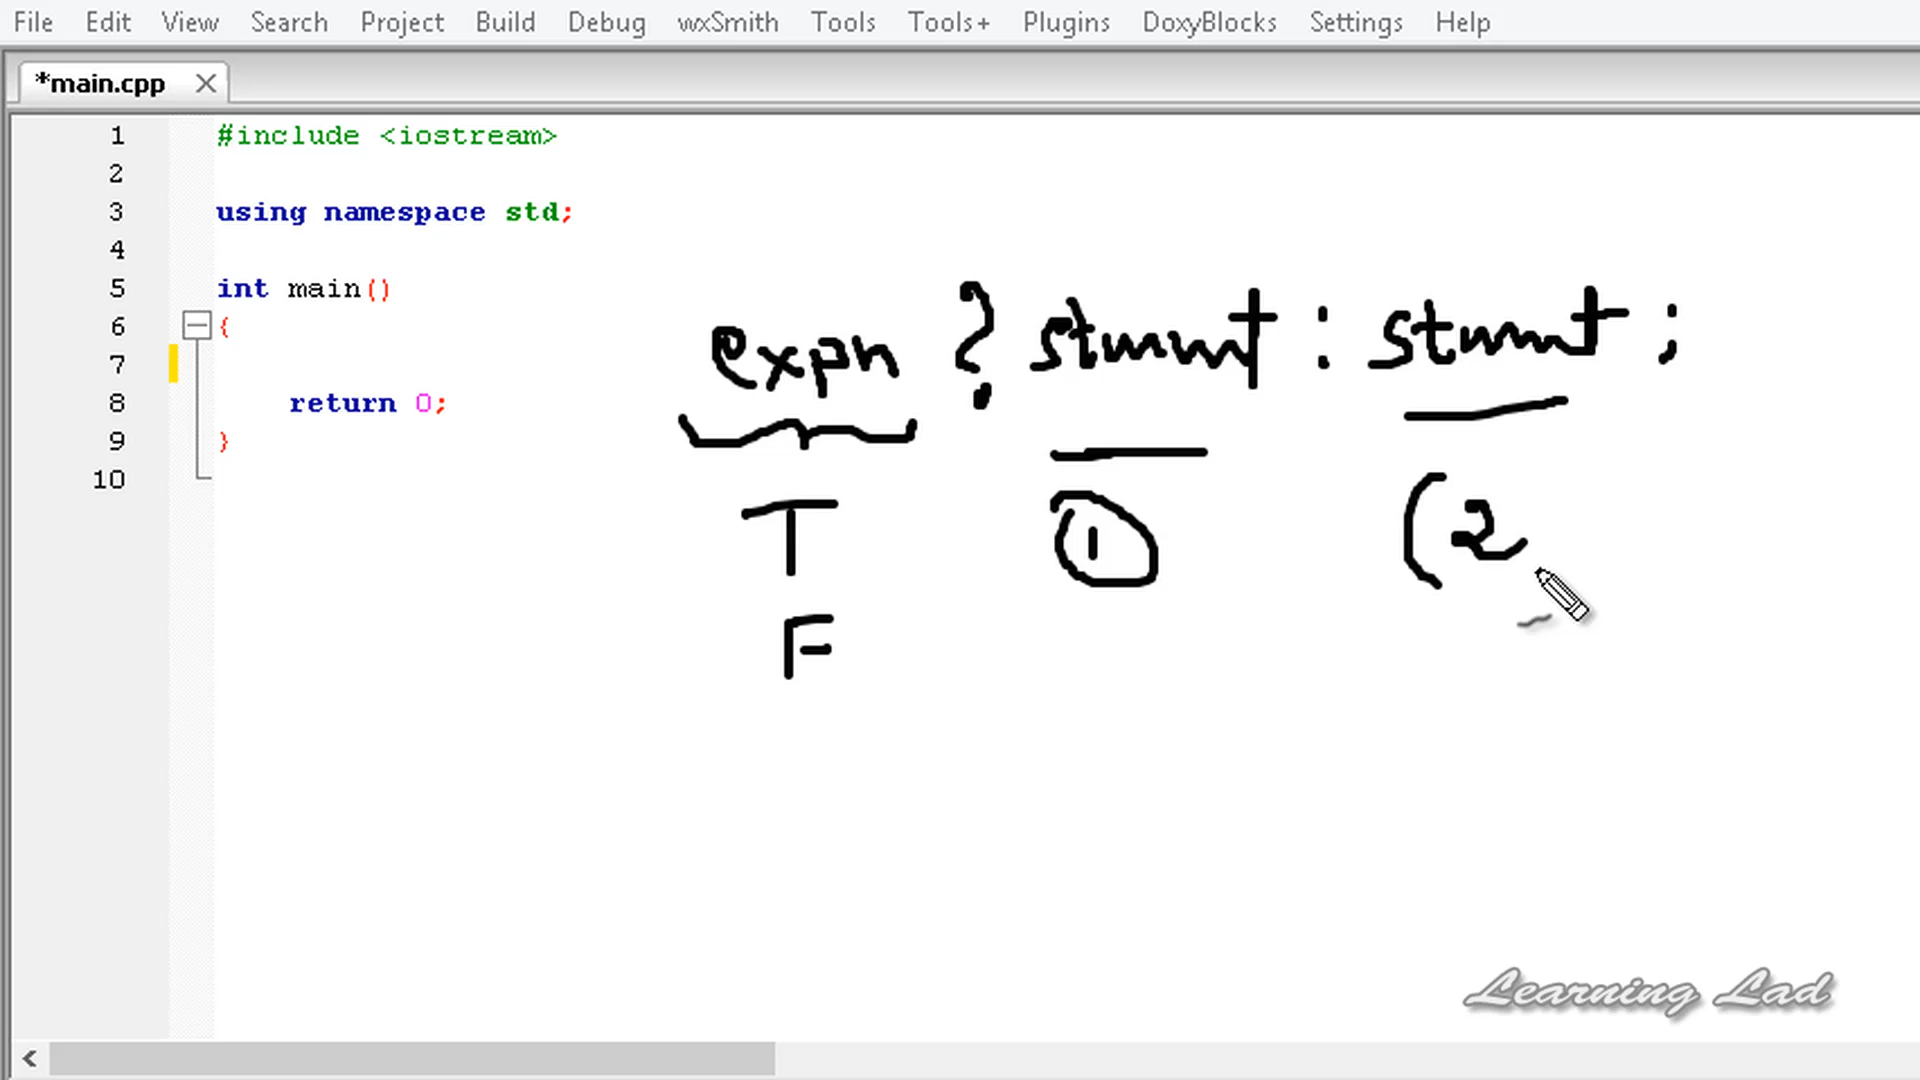 File Edit View Search Project Build Debug wxSmith Tools Tools+ Plugins DoxyBlocks Settings Help
*main.cpp
1 #include <iostream>
2
3 using namespace std;
4
5 int main()
6 {
7
8 return 0;
9 }
10
expn ? stmmt : stmmt ;
T 1 (2
F
Learning Lad